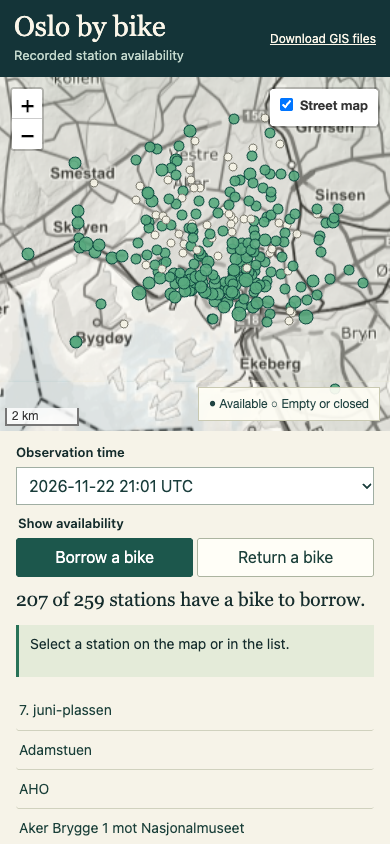 Oslo by bike
Recorded station availability
Download GIS files
+
−
Street map
Vestre
Aker
Smestad
Sinsen
Skøyen
Bygdøy
Bryn
Ekeberg
2 km
● Available ○ Empty or closed
Observation time
2026-11-22 21:01 UTC
Show availability
Borrow a bike
Return a bike
207 of 259 stations have a bike to borrow.
Select a station on the map or in the list.
7. juni-plassen
Adamstuen
AHO
Aker Brygge 1 mot Nasjonalmuseet